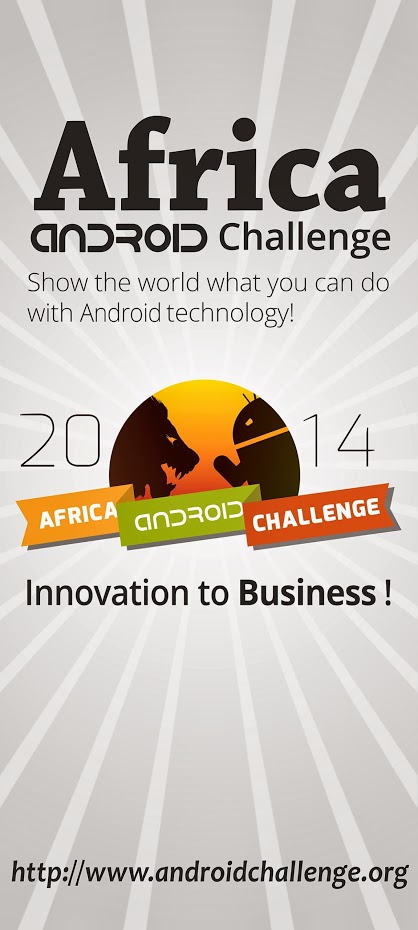 Africa
ANDROID Challenge
Show the world what you can do
with Android technology!
20 14
AFRICA ANDROID CHALLENGE
Innovation to Business !
http://www.androidchallenge.org